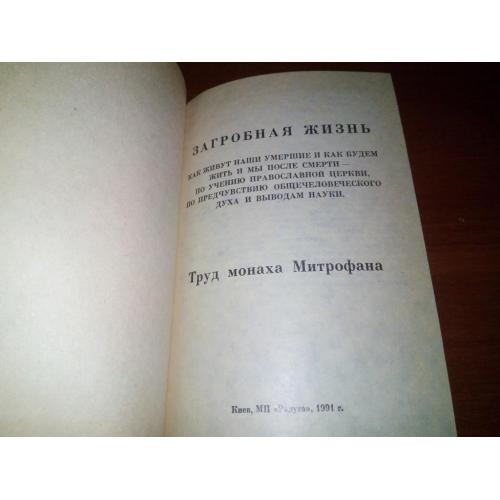 ЗАГРОБНАЯ ЖИЗНЬ
КАК ЖИВУТ НАШИ УМЕРШИЕ И КАК БУДЕМ
ЖИТЬ И МЫ ПОСЛЕ СМЕРТИ —
ПО УЧЕНИЮ ПРАВОСЛАВНОЙ ЦЕРКВИ,
ПО ПРЕДЧУВСТВИЮ ОБЩЕЧЕЛОВЕЧЕСКОГО
ДУХА И ВЫВОДАМ НАУКИ.
Труд монаха Митрофана
Киев, МП «Радуга», 1991 г.